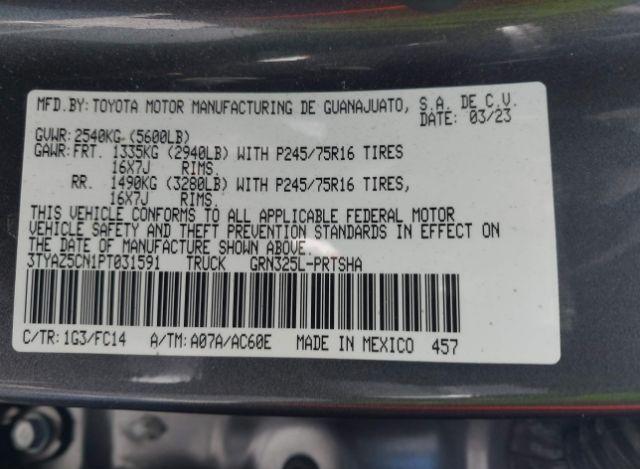 MFD.BY:TOYOTA MOTOR MANUFACTURING DE GUANAJUATO, S.A. DE C.V.
DATE: 03/23
GVWR:2540KG (5600LB)
GAWR:FRT. 1335KG (2940LB) WITH P245/75R16 TIRES
16X7J RIMS.
RR. 1490KG (3280LB) WITH P245/75R16 TIRES,
16X7J RIMS.
THIS VEHICLE CONFORMS TO ALL APPLICABLE FEDERAL MOTOR
VEHICLE SAFETY AND THEFT PREVENTION STANDARDS IN EFFECT ON
THE DATE OF MANUFACTURE SHOWN ABOVE.
3TYAZ5CN1PT031591 TRUCK GRN325L-PRTSHA
C/TR:1G3/FC14 A/TM:A07A/AC60E MADE IN MEXICO 457